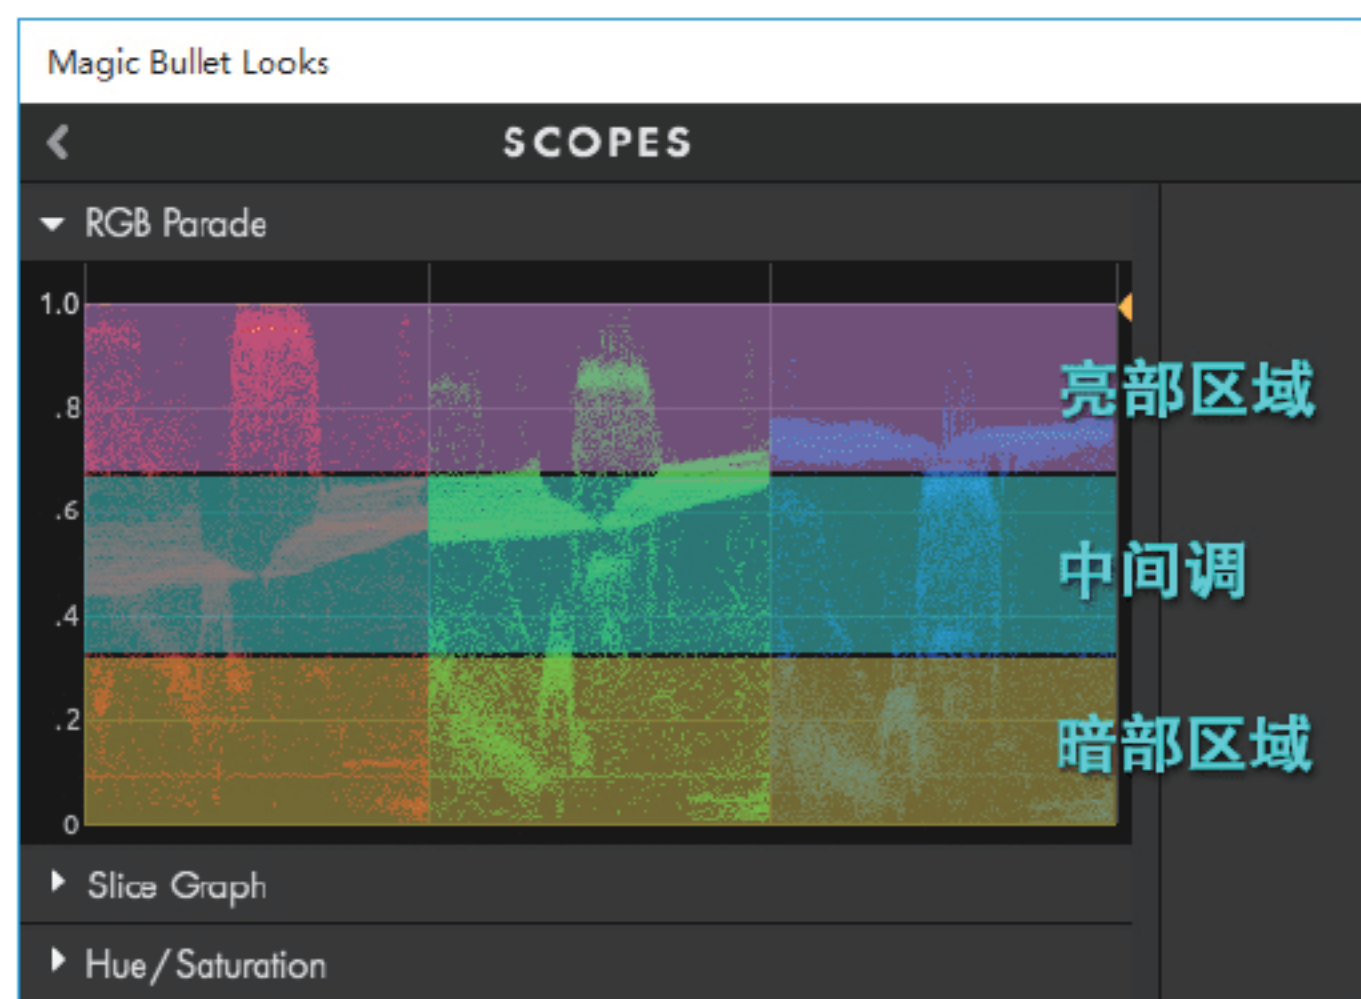 Magic Bullet Looks
SCOPES
RGB Parade
1.0
.8
亮部区域
.6
中间调
.4
.2
暗部区域
0
Slice Graph
Hue/Saturation